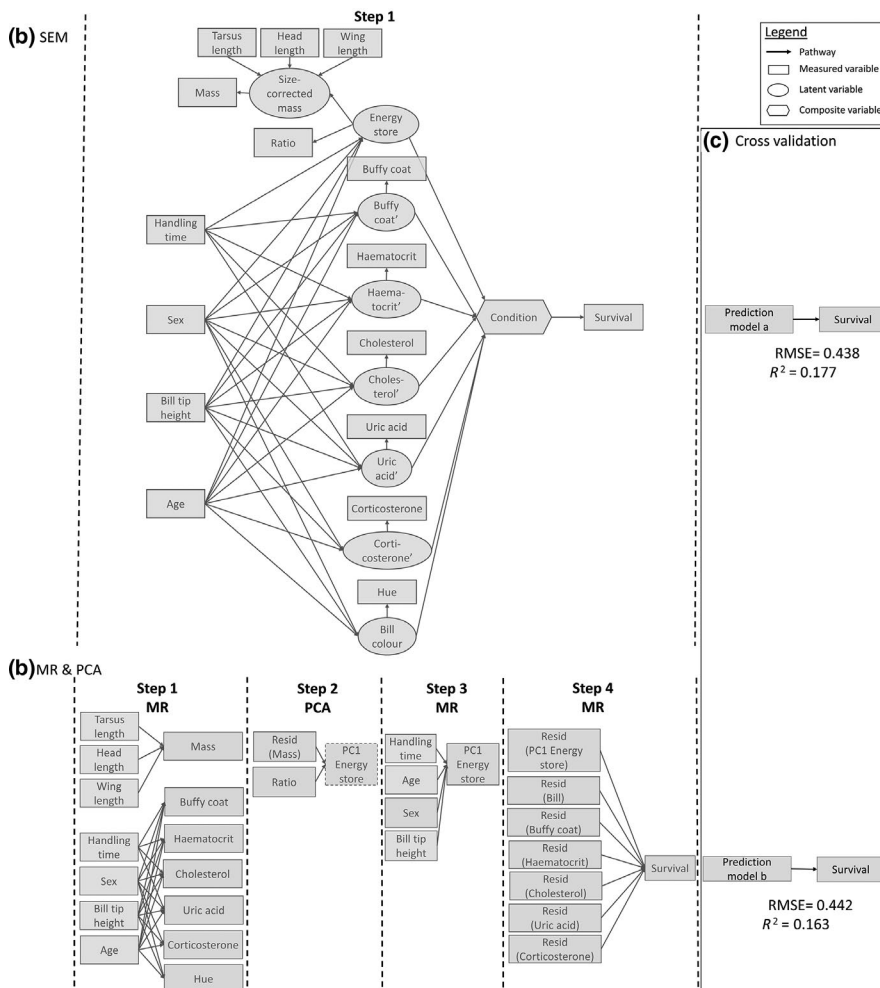 Step 1
(b) SEM
Tarsus length
Head length
Wing length
Mass
Size-corrected mass
Ratio
Energy store
Buffy coat
Buffy coat’
Haematocrit
Haema-tocrit’
Cholesterol
Choles-terol’
Uric acid
Uric acid’
Corticosterone
Corti-costerone’
Hue
Bill colour
Handling time
Sex
Bill tip height
Age
Condition
Survival
Legend
Pathway
Measured varaible
Latent variable
Composite variable
(c) Cross validation
Prediction model a
Survival
RMSE= 0.438
R² = 0.177
(b) MR & PCA
Step 1
MR
Tarsus length
Head length
Wing length
Mass
Handling time
Sex
Bill tip height
Age
Buffy coat
Haematocrit
Cholesterol
Uric acid
Corticosterone
Hue
Step 2
PCA
Resid (Mass)
Ratio
PC1 Energy store
Step 3
MR
Handling time
Age
Sex
Bill tip height
PC1 Energy store
Step 4
MR
Resid (PC1 Energy store)
Resid (Bill)
Resid (Buffy coat)
Resid (Haematocrit)
Resid (Cholesterol)
Resid (Uric acid)
Resid (Corticosterone)
Survival
Prediction model b
Survival
RMSE= 0.442
R² = 0.163